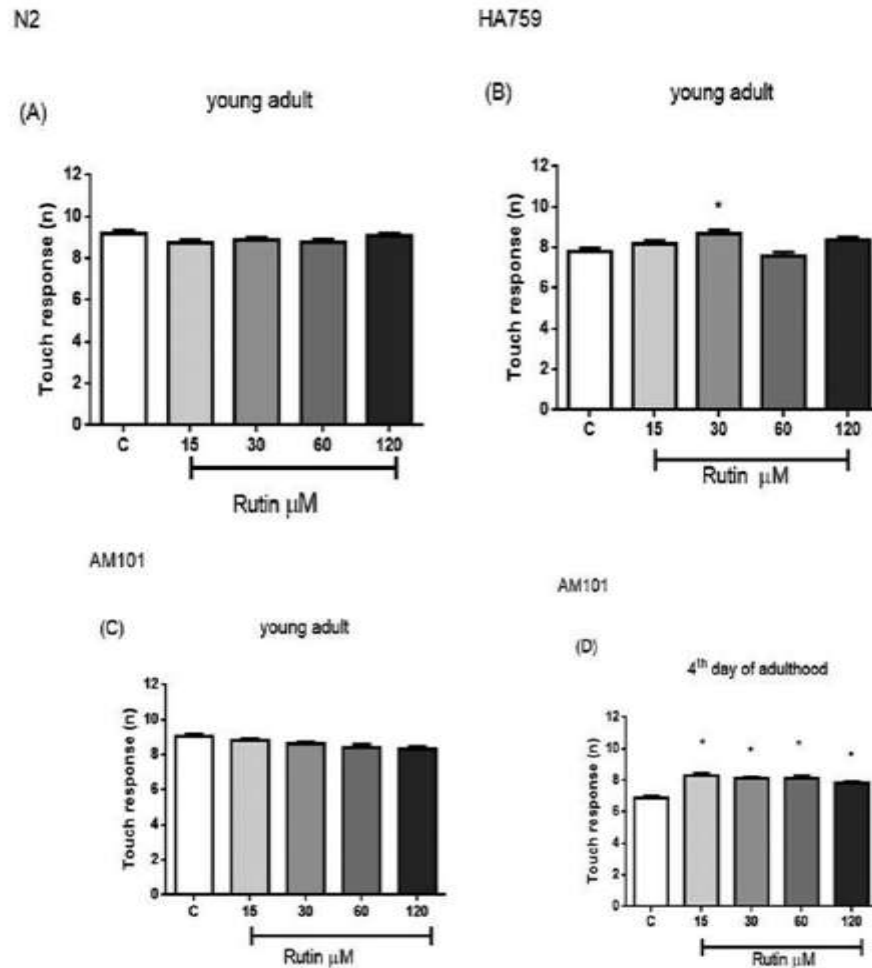 N2
HA759
(A)
young adult
(B)
young adult
Touch response (n)
12
10
8
6
4
2
0
C 15 30 60 120
Rutin μM
Touch response (n)
12
10
8
6
4
2
0
*
C 15 30 60 120
Rutin μM
AM101
AM101
(C)
young adult
(D)
4th day of adulthood
Touch response (n)
12
10
8
6
4
2
0
C 15 30 60 120
Rutin μM
Touch response (n)
12
10
8
6
4
2
0
* * * *
C 15 30 60 120
Rutin μM